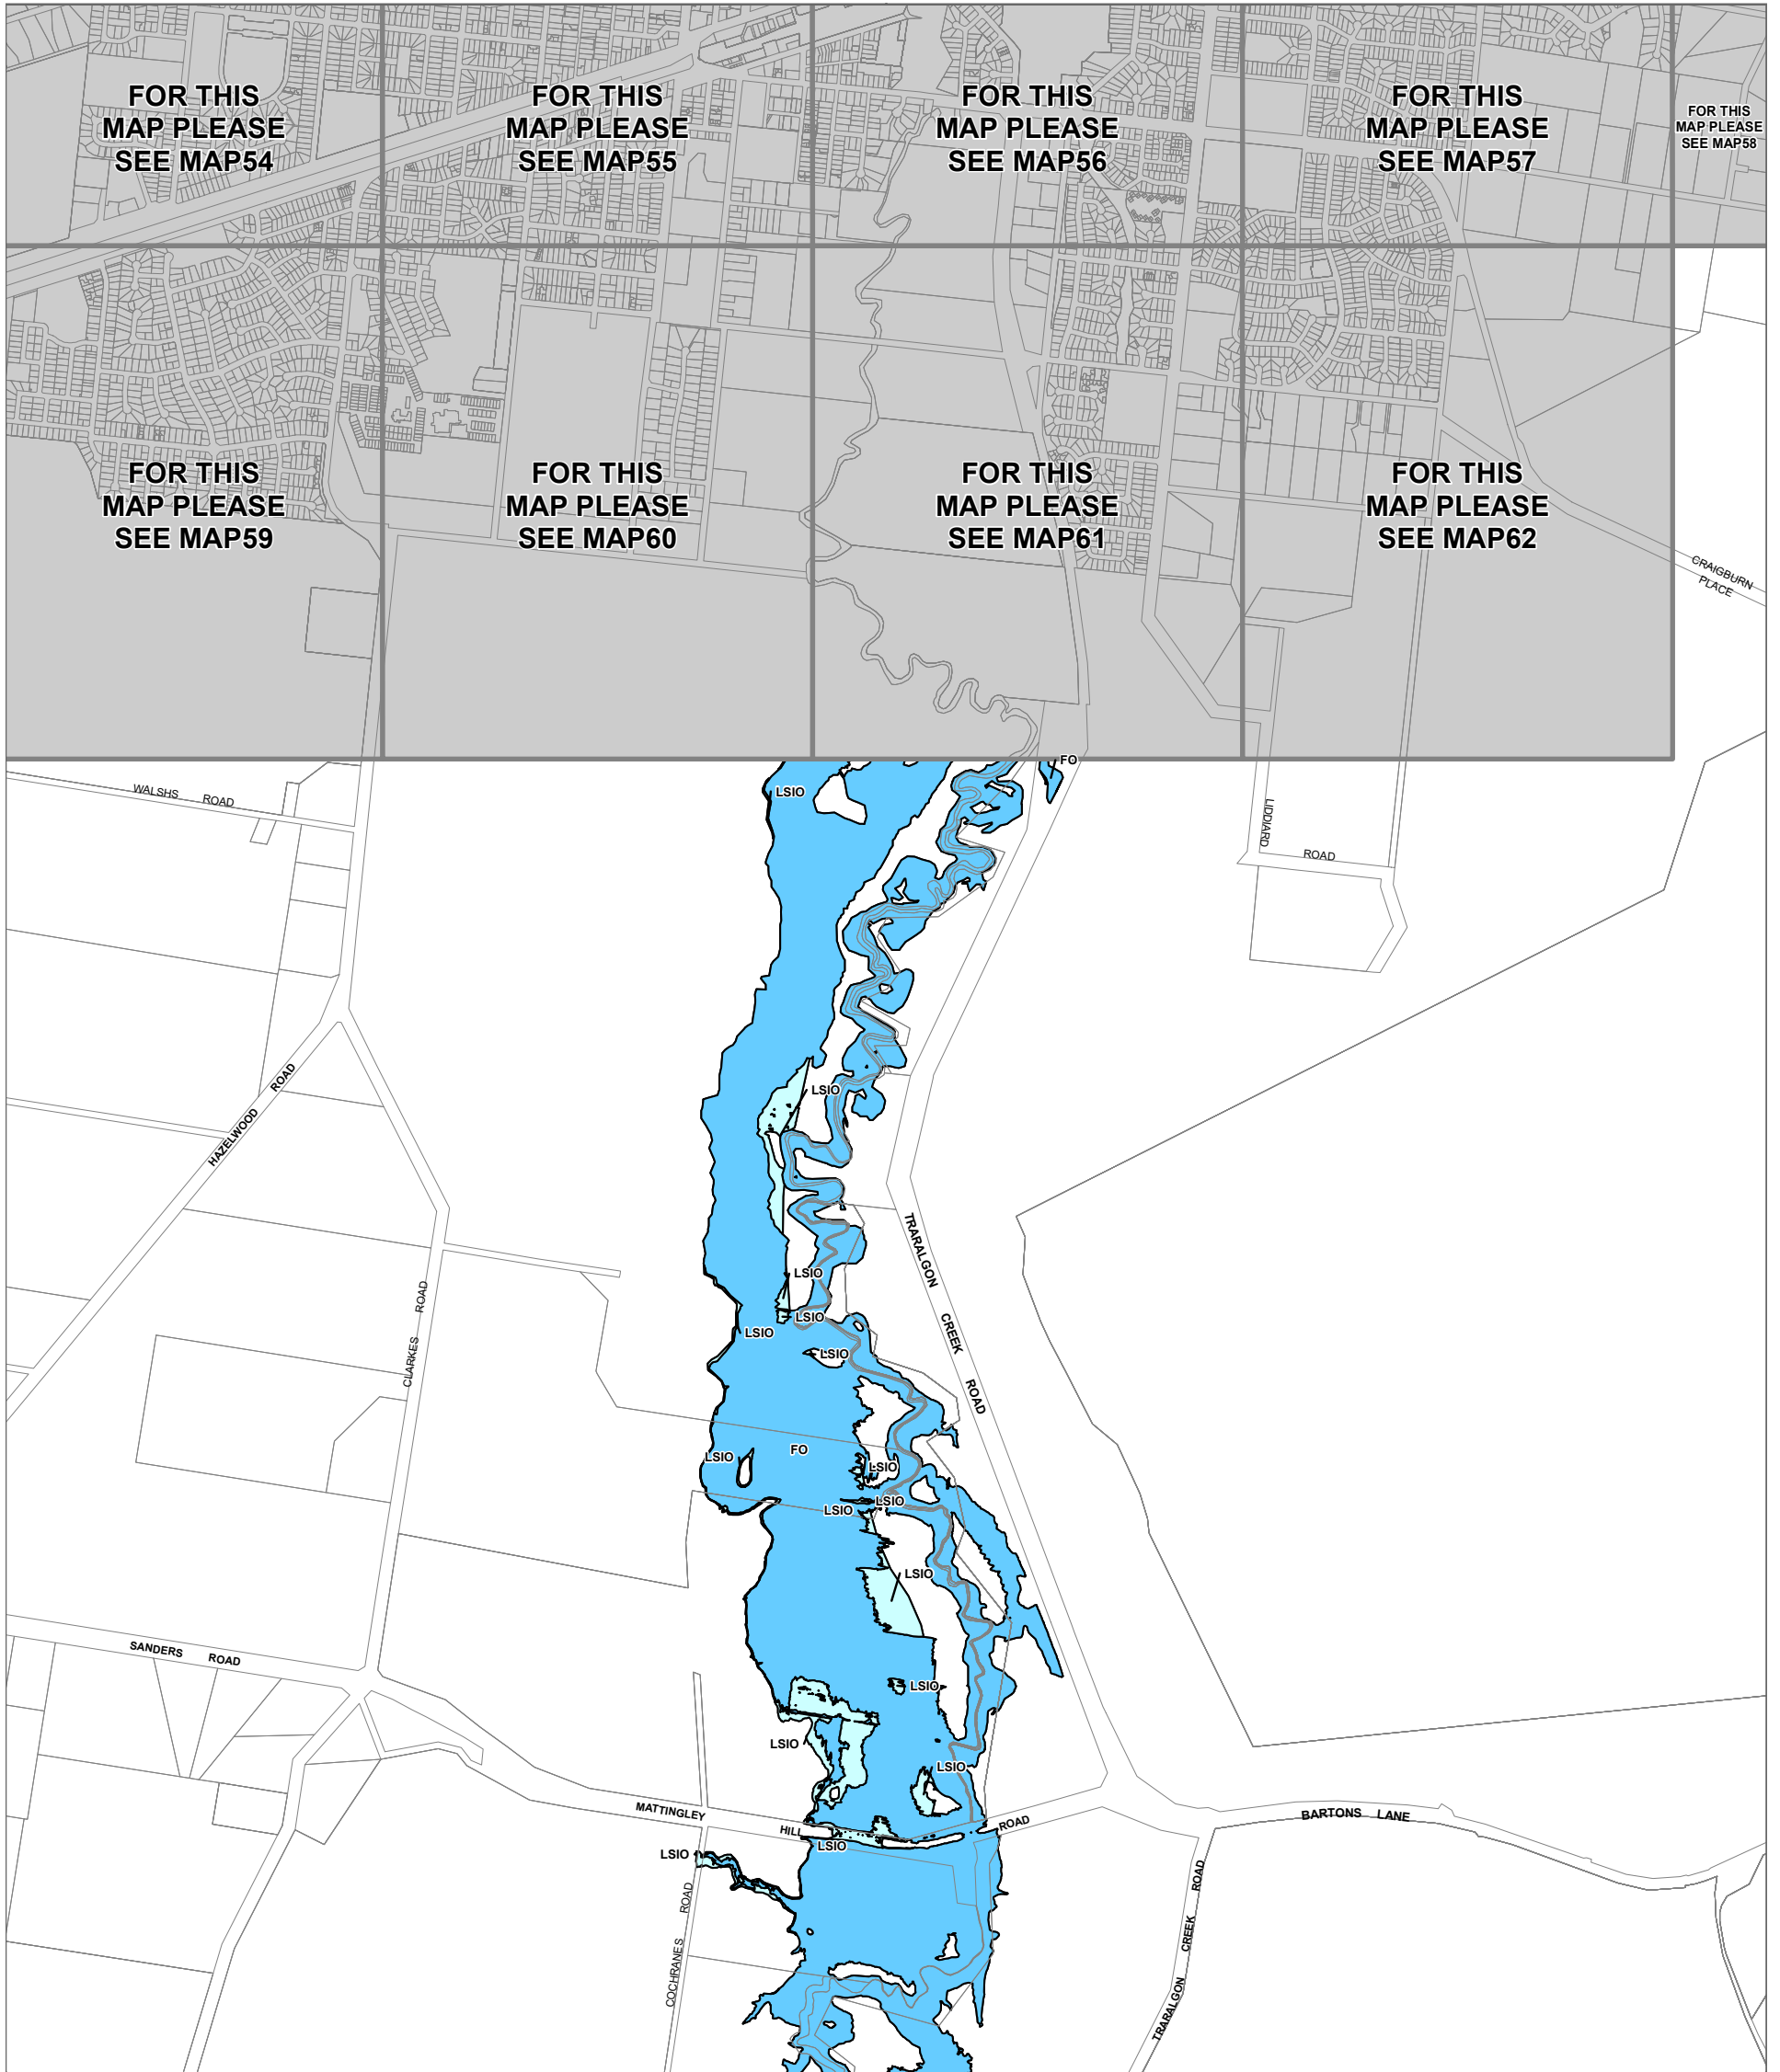 FOR THIS
MAP PLEASE
SEE MAP54
FOR THIS
MAP PLEASE
SEE MAP55
FOR THIS
MAP PLEASE
SEE MAP56
FOR THIS
MAP PLEASE
SEE MAP57
FOR THIS
MAP PLEASE
SEE MAP58
FOR THIS
MAP PLEASE
SEE MAP59
FOR THIS
MAP PLEASE
SEE MAP60
FOR THIS
MAP PLEASE
SEE MAP61
FOR THIS
MAP PLEASE
SEE MAP62
CRAIGBURN
PLACE
FO
WALSHS ROAD
LSIO
LIDDIARD
ROAD
HAZELWOOD ROAD
LSIO
TRARALGON CREEK ROAD
LSIO
CLARKES ROAD
LSIO
LSIO
LSIO
FO
LSIO
LSIO
LSIO
LSIO
LSIO
SANDERS ROAD
LSIO
LSIO
LSIO
MATTINGLEY HILL ROAD
BARTONS LANE
LSIO
LSIO
COCHRANES ROAD
TRARALGON CREEK ROAD